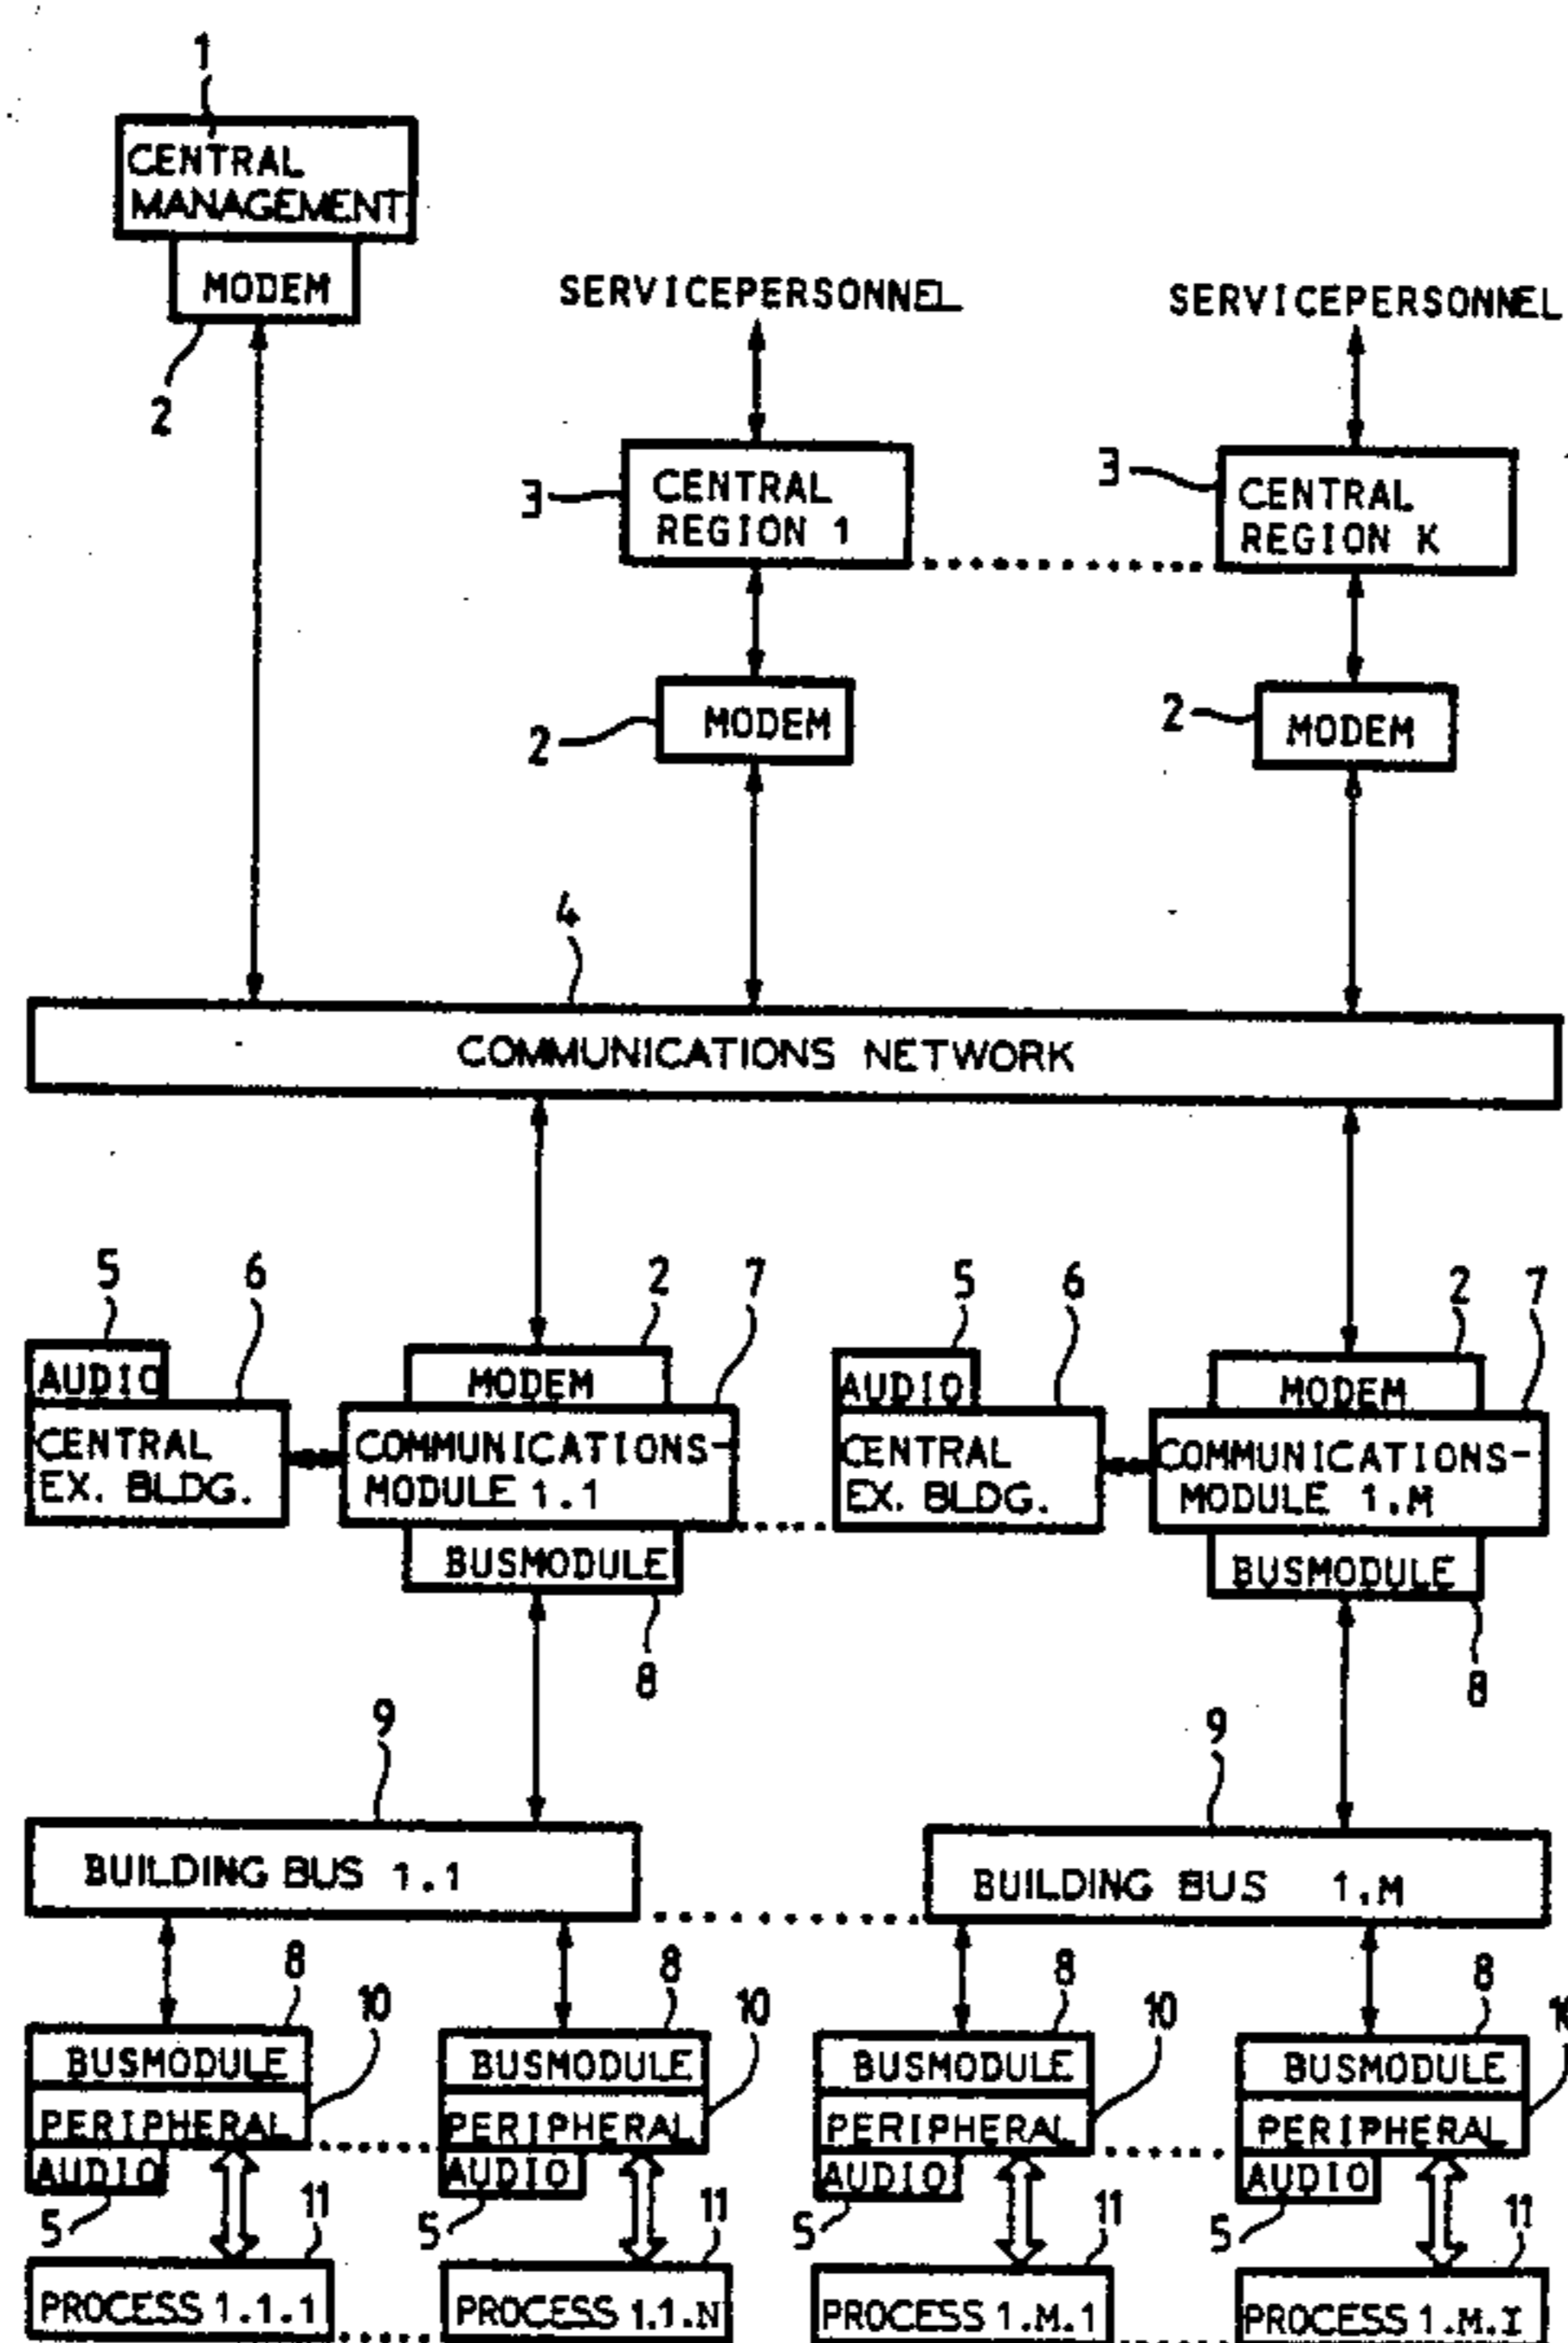 1
CENTRAL
MANAGEMENT
MODEM
2
SERVICEPERSONNEL
SERVICEPERSONNEL
3
CENTRAL
REGION 1
3
CENTRAL
REGION K
2
MODEM
2
MODEM
4
COMMUNICATIONS NETWORK
5
6
2
7
5
6
2
7
AUDIO
CENTRAL
EX. BLDG.
MODEM
COMMUNICATIONS-
MODULE 1.1
BUSMODULE
8
AUDIO
CENTRAL
EX. BLDG.
MODEM
COMMUNICATIONS-
MODULE 1.M
BUSMODULE
8
9
9
BUILDING BUS 1.1
BUILDING BUS 1.M
8
10
8
10
8
10
8
10
BUSMODULE
PERIPHERAL
AUDIO
BUSMODULE
PERIPHERAL
AUDIO
BUSMODULE
PERIPHERAL
AUDIO
BUSMODULE
PERIPHERAL
AUDIO
5
11
5
11
5
11
5
11
PROCESS 1.1.1
PROCESS 1.1.N
PROCESS 1.M.1
PROCESS 1.M.I